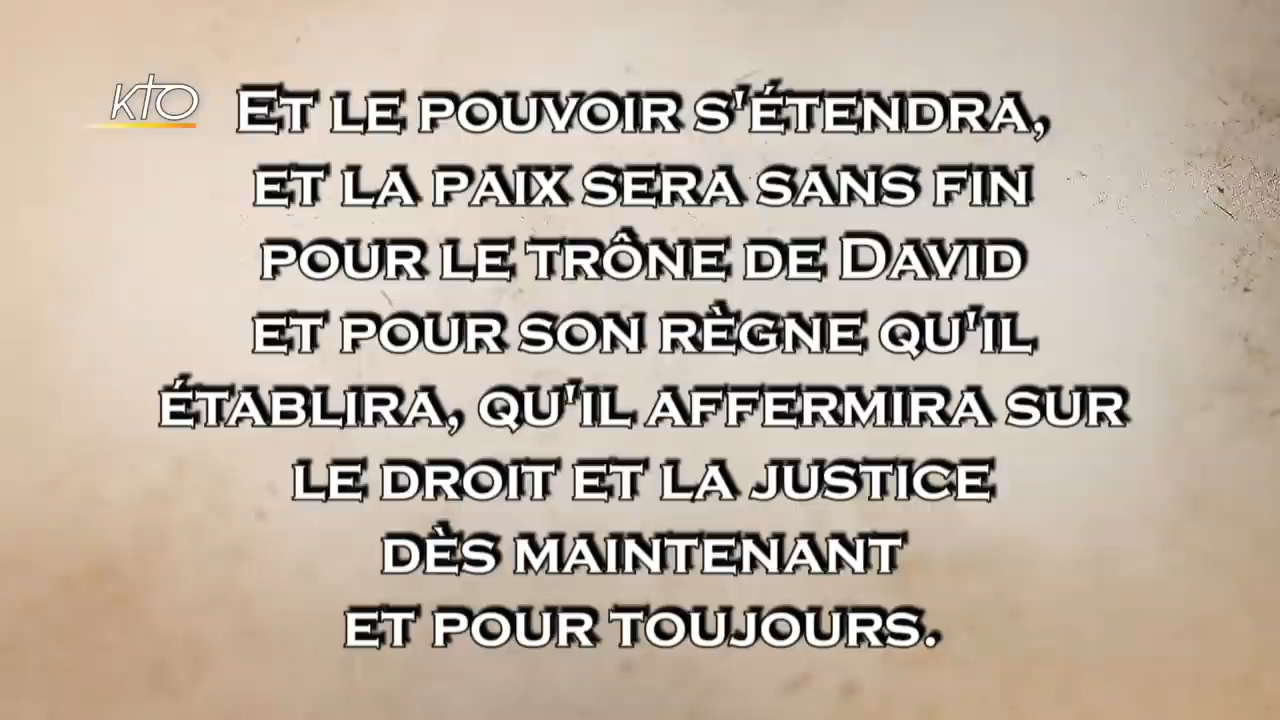 KTO
Et le pouvoir s'étendra,
et la paix sera sans fin
pour le trône de David
et pour son règne qu'il
établira, qu'il affermira sur
le droit et la justice
dès maintenant
et pour toujours.